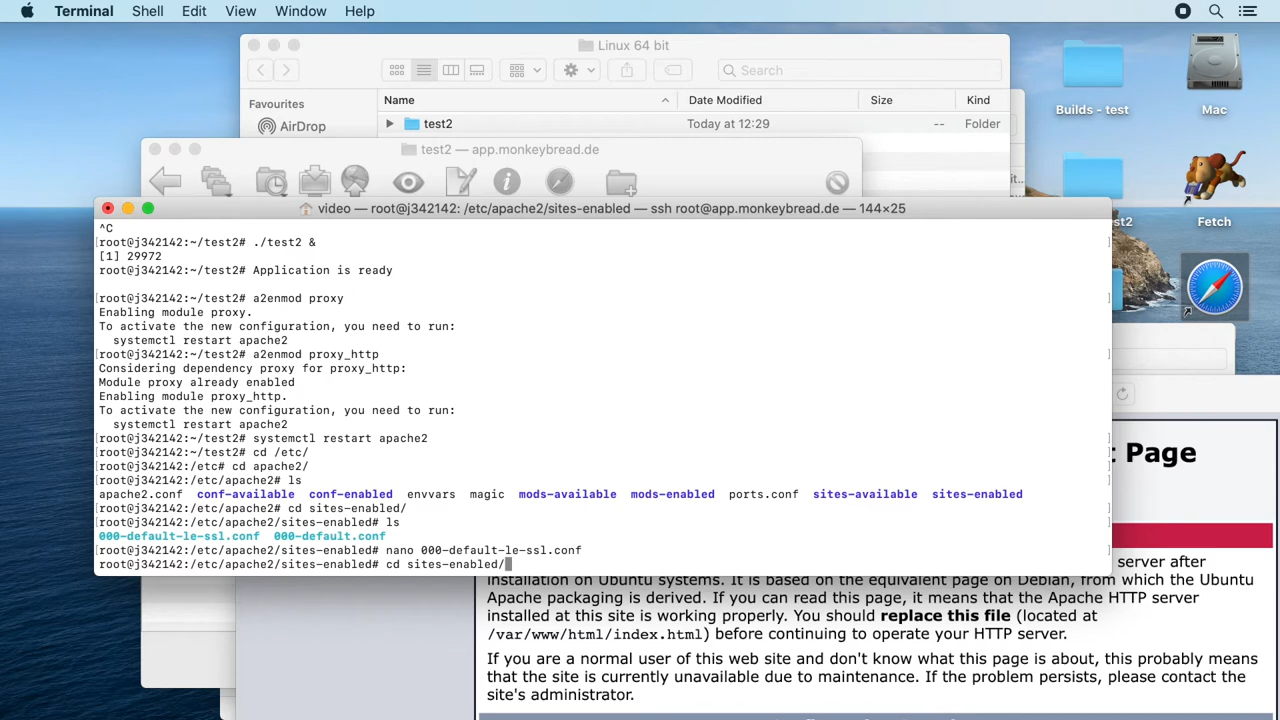 Terminal Shell Edit View Window Help
Linux 64 bit
Search
Favourites
Name Date Modified Size Kind
AirDrop
test2 Today at 12:29 -- Folder
test2 — app.monkeybread.de
Builds - test
Mac
Fetch
video — root@j342142: /etc/apache2/sites-enabled — ssh root@app.monkeybread.de — 144×25
^C
[root@j342142:~/test2# ./test2 & ]
[1] 29972
root@j342142:~/test2# Application is ready
[root@j342142:~/test2# a2enmod proxy ]
Enabling module proxy.
To activate the new configuration, you need to run:
systemctl restart apache2
[root@j342142:~/test2# a2enmod proxy_http ]
Considering dependency proxy for proxy_http:
Module proxy already enabled
Enabling module proxy_http.
To activate the new configuration, you need to run:
systemctl restart apache2
[root@j342142:~/test2# systemctl restart apache2 ]
[root@j342142:~/test2# cd /etc/ ]
[root@j342142:/etc# cd apache2/ ]
[root@j342142:/etc/apache2# ls ]
apache2.conf conf-available conf-enabled envvars magic mods-available mods-enabled ports.conf sites-available sites-enabled
[root@j342142:/etc/apache2# cd sites-enabled/ ]
[root@j342142:/etc/apache2/sites-enabled# ls ]
000-default-le-ssl.conf 000-default.conf
[root@j342142:/etc/apache2/sites-enabled# nano 000-default-le-ssl.conf ]
root@j342142:/etc/apache2/sites-enabled# cd sites-enabled/
Page
server after
installation on Ubuntu systems. It is based on the equivalent page on Debian, from which the Ubuntu
Apache packaging is derived. If you can read this page, it means that the Apache HTTP server
installed at this site is working properly. You should replace this file (located at
/var/www/html/index.html) before continuing to operate your HTTP server.
If you are a normal user of this web site and don't know what this page is about, this probably means
that the site is currently unavailable due to maintenance. If the problem persists, please contact the
site's administrator.